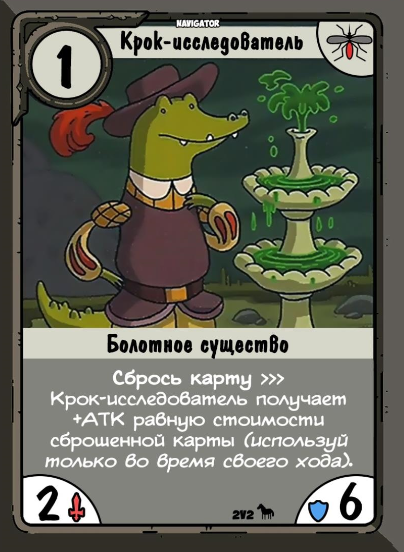 NAVIGATOR
1
Крок-исследователь
Болотное существо
Сбрось карту >>>
Крок-исследователь получает
+АТК равную стоимости
сброшенной карты (используй
только во время своего хода).
2
2v2
6